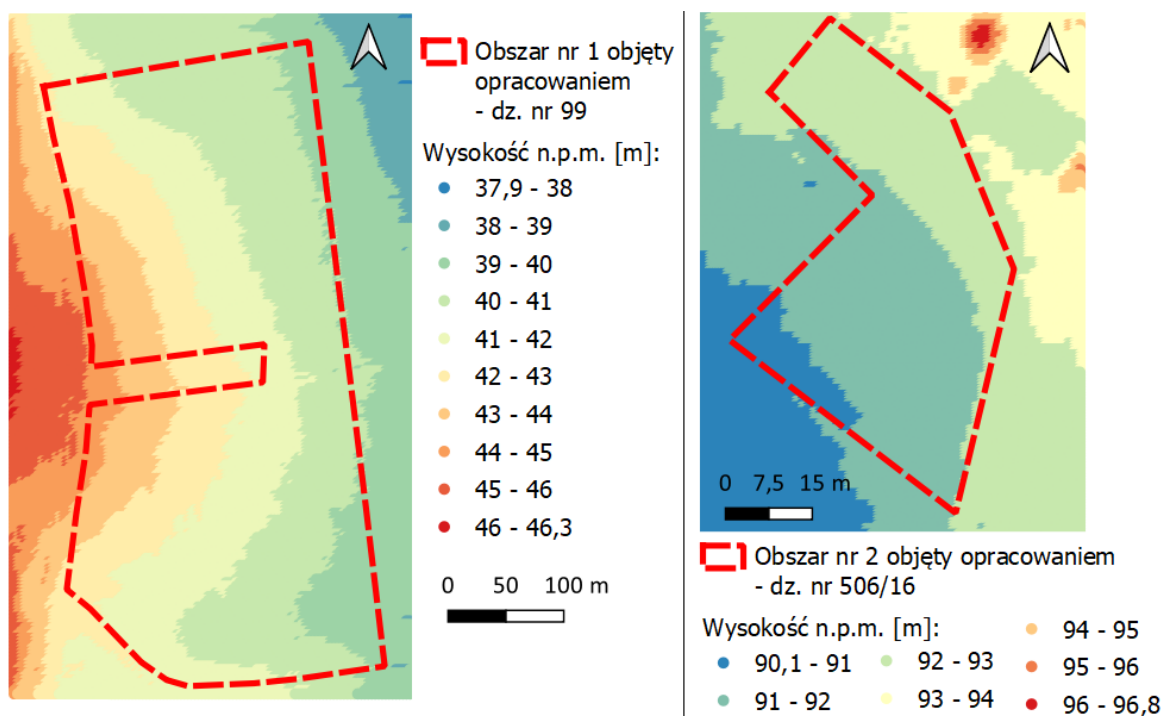 Obszar nr 1 objęty
opracowaniem
- dz. nr 99
Wysokość n.p.m. [m]:
37,9 - 38
38 - 39
39 - 40
40 - 41
41 - 42
42 - 43
43 - 44
44 - 45
45 - 46
46 - 46,3
0 50 100 m
0 7,5 15 m
Obszar nr 2 objęty opracowaniem
- dz. nr 506/16
Wysokość n.p.m. [m]:
90,1 - 91
91 - 92
92 - 93
93 - 94
94 - 95
95 - 96
96 - 96,8